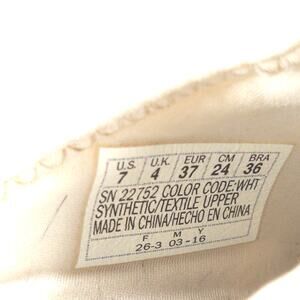 U.S. U.K. EUR CM BRA
7 4 37 24 36
SN 22752 COLOR CODE:WHT
SYNTHETIC/TEXTILE UPPER
MADE IN CHINA/HECHO EN CHINA
F M Y
26-3 03-16